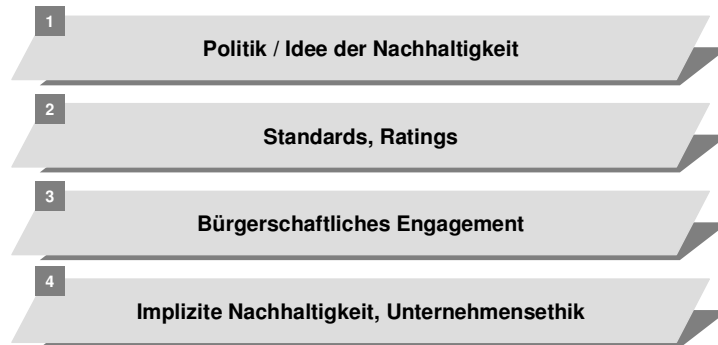 1
Politik / Idee der Nachhaltigkeit
2
Standards, Ratings
3
Bürgerschaftliches Engagement
4
Implizite Nachhaltigkeit, Unternehmensethik